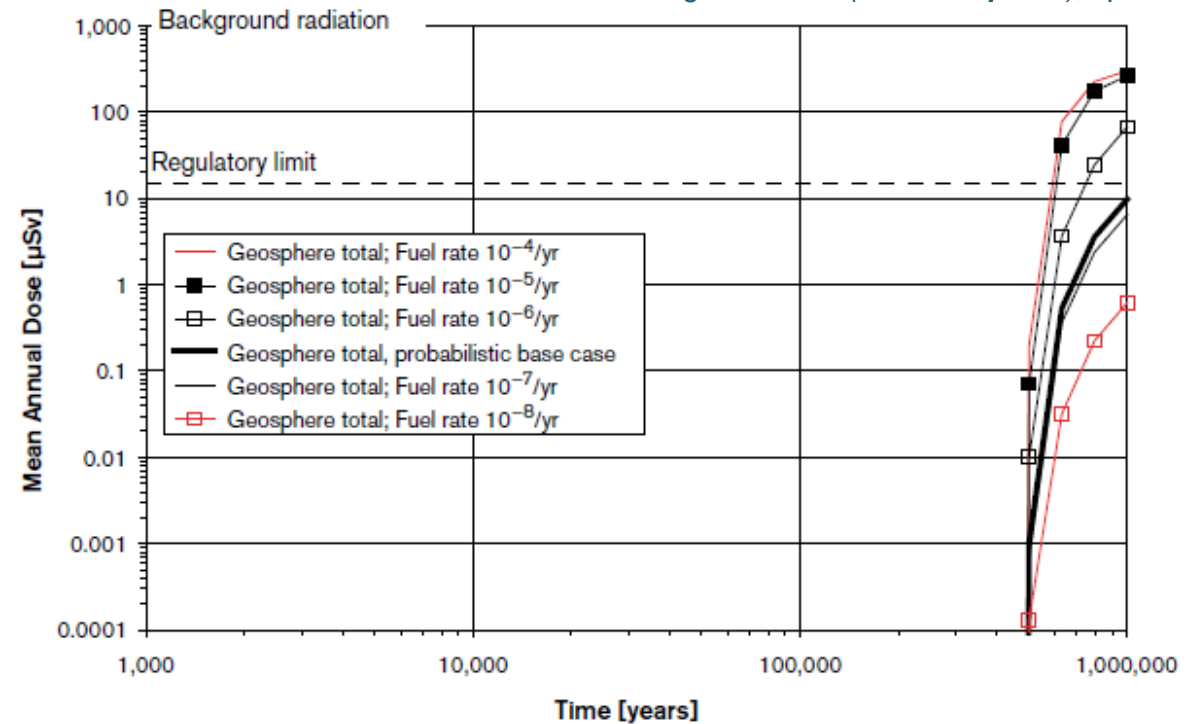 Background radiation
1,000
100
Regulatory limit
10
Geosphere total; Fuel rate 10⁻⁴/yr
Geosphere total; Fuel rate 10⁻⁵/yr
1
Geosphere total; Fuel rate 10⁻⁶/yr
Geosphere total, probabilistic base case
0.1
Geosphere total; Fuel rate 10⁻⁷/yr
Geosphere total; Fuel rate 10⁻⁸/yr
0.01
0.001
0.0001
Mean Annual Dose [µSv]
1,000 10,000 100,000 1,000,000
Time [years]